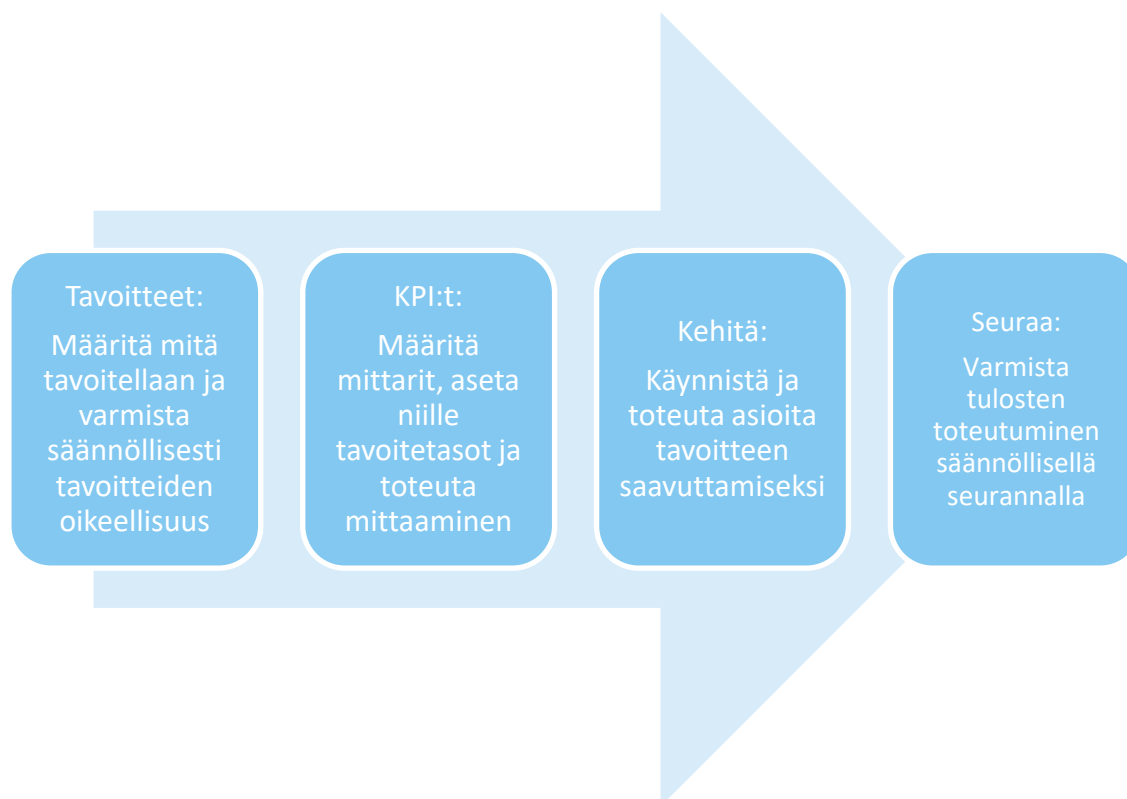 Tavoitteet:
Määritä mitä
tavoitellaan ja
varmista
säännöllisesti
tavoitteiden
oikeellisuus
KPI:t:
Määritä
mittarit, aseta
niille
tavoitetasot ja
toteuta
mittaaminen
Kehitä:
Käynnistä ja
toteuta asioita
tavoitteen
saavuttamiseksi
Seuraa:
Varmista
tulosten
toteutuminen
säännöllisellä
seurannalla